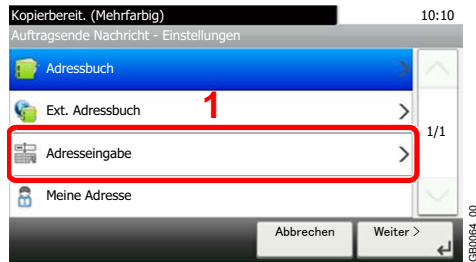 Kopierbereit. (Mehrfarbig) 10:10
Auftragsende Nachricht - Einstellungen
Adressbuch
Ext. Adressbuch
1
1/1
Adresseingabe
Meine Adresse
Abbrechen Weiter >
GB0064_00